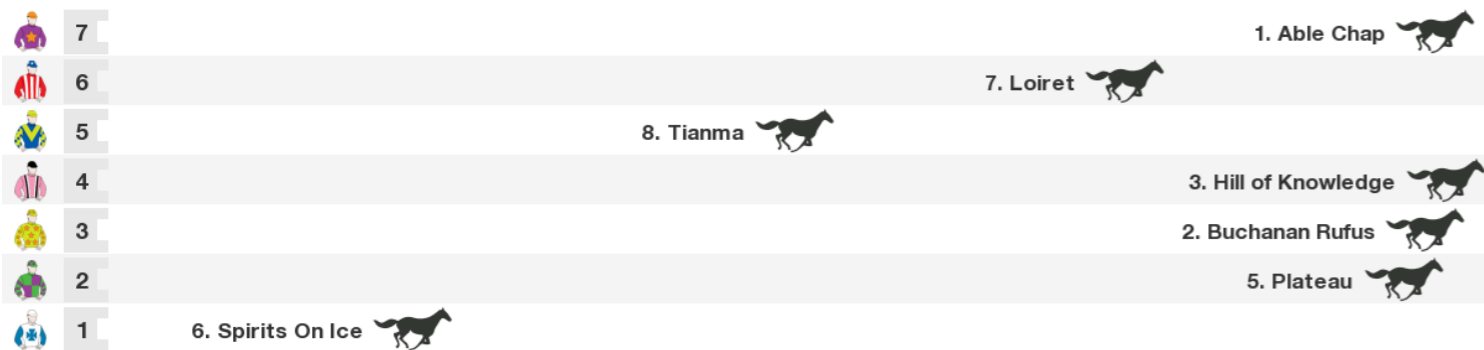 7 1. Able Chap
6 7. Loiret
5 8. Tianma
4 3. Hill of Knowledge
3 2. Buchanan Rufus
2 5. Plateau
1 6. Spirits On Ice